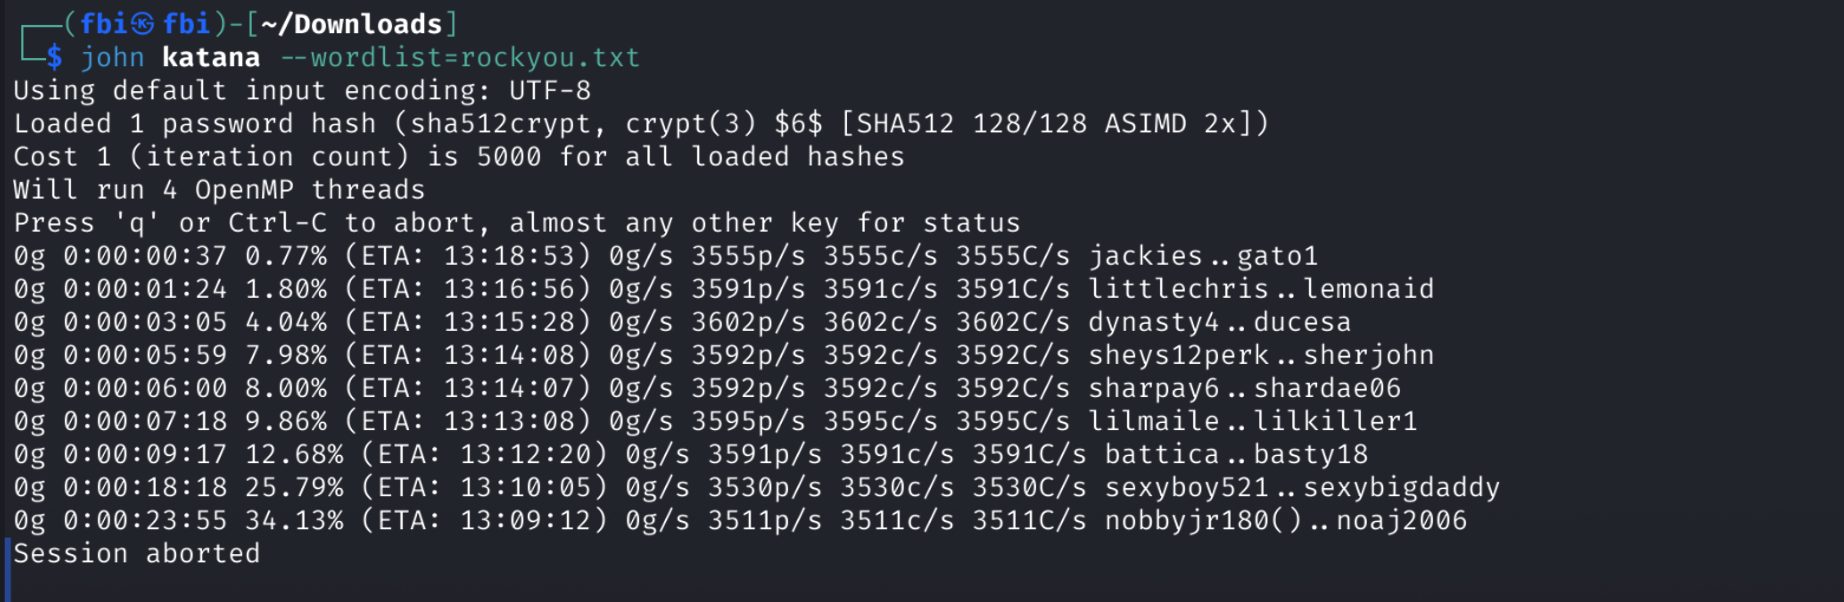 ┌──(fbi㉿fbi)-[~/Downloads]
└─$ john katana --wordlist=rockyou.txt
Using default input encoding: UTF-8
Loaded 1 password hash (sha512crypt, crypt(3) $6$ [SHA512 128/128 ASIMD 2x])
Cost 1 (iteration count) is 5000 for all loaded hashes
Will run 4 OpenMP threads
Press 'q' or Ctrl-C to abort, almost any other key for status
0g 0:00:00:37 0.77% (ETA: 13:18:53) 0g/s 3555p/s 3555c/s 3555C/s jackies..gato1
0g 0:00:01:24 1.80% (ETA: 13:16:56) 0g/s 3591p/s 3591c/s 3591C/s littlechris..lemonaid
0g 0:00:03:05 4.04% (ETA: 13:15:28) 0g/s 3602p/s 3602c/s 3602C/s dynasty4..ducesa
0g 0:00:05:59 7.98% (ETA: 13:14:08) 0g/s 3592p/s 3592c/s 3592C/s sheys12perk..sherjohn
0g 0:00:06:00 8.00% (ETA: 13:14:07) 0g/s 3592p/s 3592c/s 3592C/s sharpay6..shardae06
0g 0:00:07:18 9.86% (ETA: 13:13:08) 0g/s 3595p/s 3595c/s 3595C/s lilmaile..lilkiller1
0g 0:00:09:17 12.68% (ETA: 13:12:20) 0g/s 3591p/s 3591c/s 3591C/s battica..basty18
0g 0:00:18:18 25.79% (ETA: 13:10:05) 0g/s 3530p/s 3530c/s 3530C/s sexyboy521..sexybigdaddy
0g 0:00:23:55 34.13% (ETA: 13:09:12) 0g/s 3511p/s 3511c/s 3511C/s nobbyjr180()..noaj2006
Session aborted